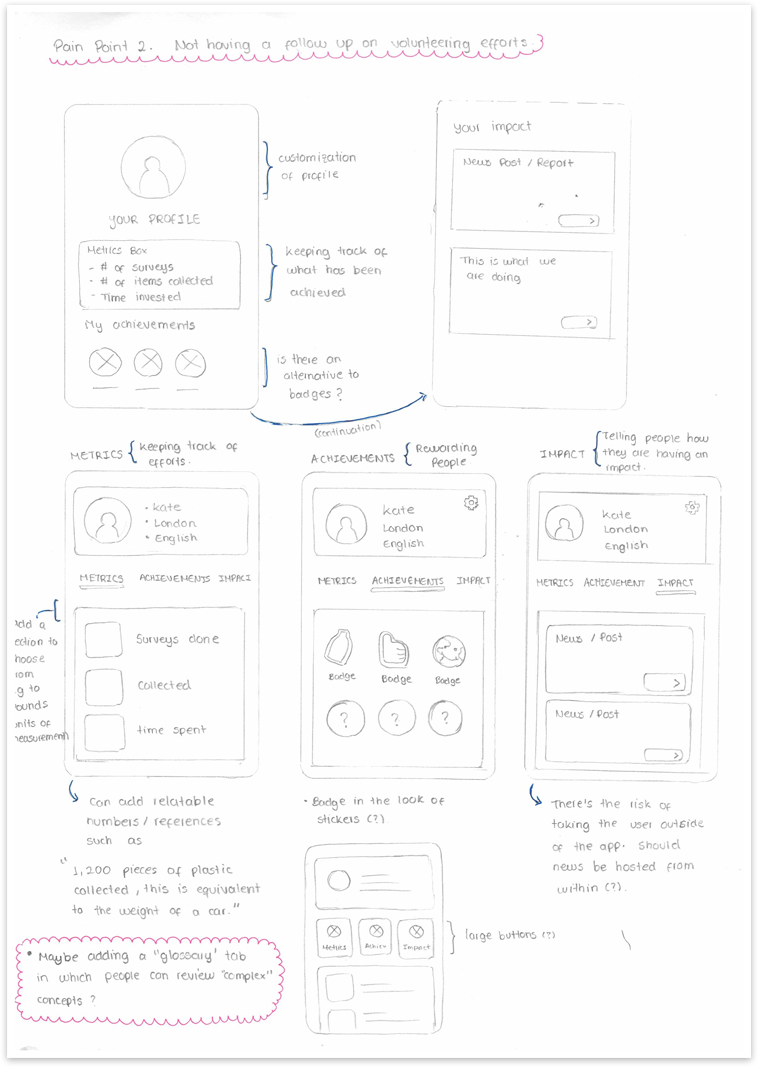 Pain Point 2. Not having a follow up on volunteering efforts
YOUR PROFILE
Metrics Box
- # of surveys
- # of items collected
- Time invested
My achievements
customization
of profile
keeping track of
what has been
achieved
is there an
alternative to
badges?
(continuation)
your impact
News Post / Report
>
This is what we
are doing
>
METRICS { keeping track of
efforts.
• Kate
• London
• English
METRICS ACHIEVEMENTS IMPACT
Surveys done
Collected
time spent
dd a
ction to
hoose
om
g to
ounds
nits of
measurement)
Can add relatable
numbers / references
such as
"1,200 pieces of plastic
collected, this is equivalent
to the weight of a car."
• Maybe adding a "glossary" tab
in which people can review "complex"
concepts?
ACHIEVEMENTS { Rewarding
People
Kate
London
English
METRICS ACHIEVEMENTS IMPACT
Badge Badge Badge
? ? ?
• Badge in the look of
stickers (?)
Metrics Achiev Impact
large buttons (?)
IMPACT { Telling people how
they are having an
impact.
Kate
London
English
METRICS ACHIEVEMENT IMPACT
News / Post
>
News / Post
>
There's the risk of
taking the user outside
of the app. Should
news be hosted from
within (?).